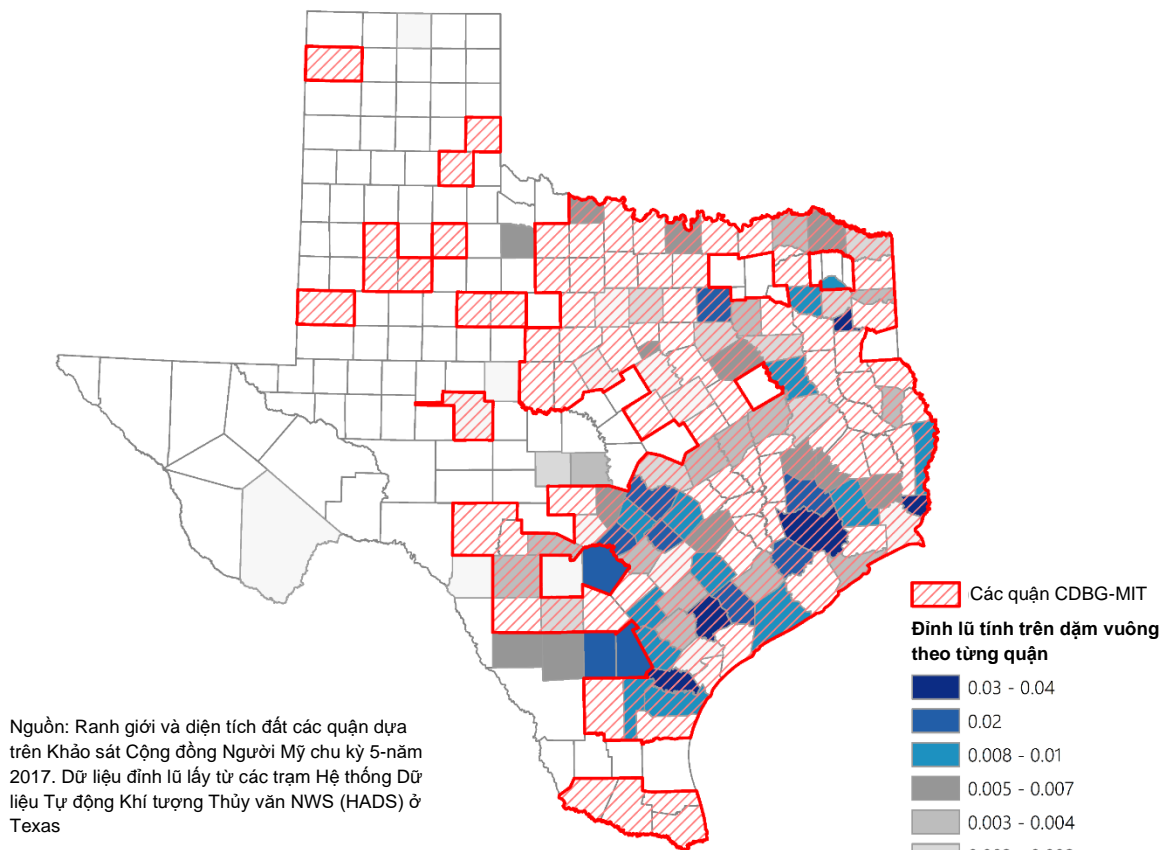 Các quận CDBG-MIT
Đỉnh lũ tính trên dặm vuông
theo từng quận
0.03 - 0.04
0.02
0.008 - 0.01
0.005 - 0.007
0.003 - 0.004
Nguồn: Ranh giới và diện tích đất các quận dựa
trên Khảo sát Cộng đồng Người Mỹ chu kỳ 5-năm
2017. Dữ liệu đỉnh lũ lấy từ các trạm Hệ thống Dữ
liệu Tự động Khí tượng Thủy văn NWS (HADS) ở
Texas